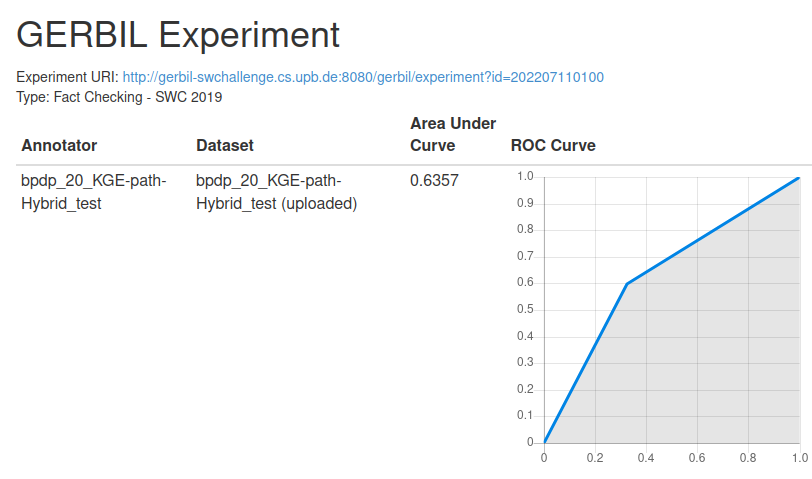 GERBIL Experiment
Experiment URI: http://gerbil-swchallenge.cs.upb.de:8080/gerbil/experiment?id=202207110100
Type: Fact Checking - SWC 2019
Annotator Dataset Area Under Curve ROC Curve
bpdp_20_KGE-path-Hybrid_test bpdp_20_KGE-path-Hybrid_test (uploaded) 0.6357
1.0
0.9
0.8
0.7
0.6
0.5
0.4
0.3
0.2
0.1
0
0 0.2 0.4 0.6 0.8 1.0